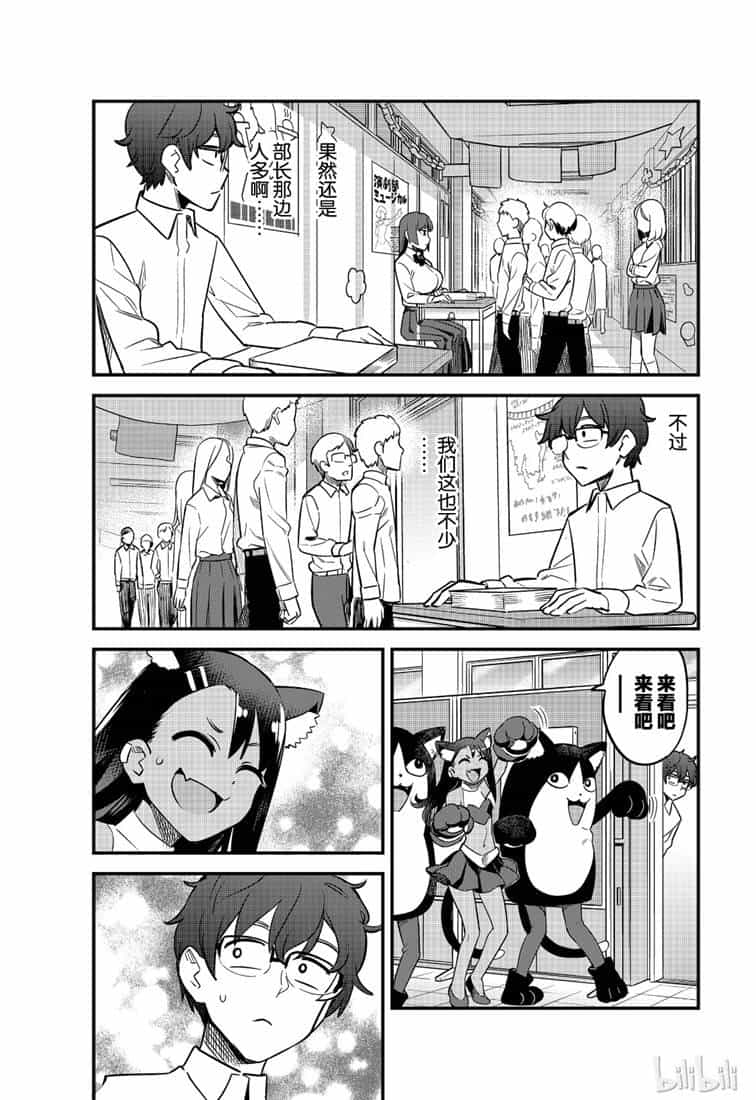 果然还是
部长那边
人多啊……
演劇部
ミュージカル
不过
我们这也不少
……
来看吧
来看吧
——
bilibili